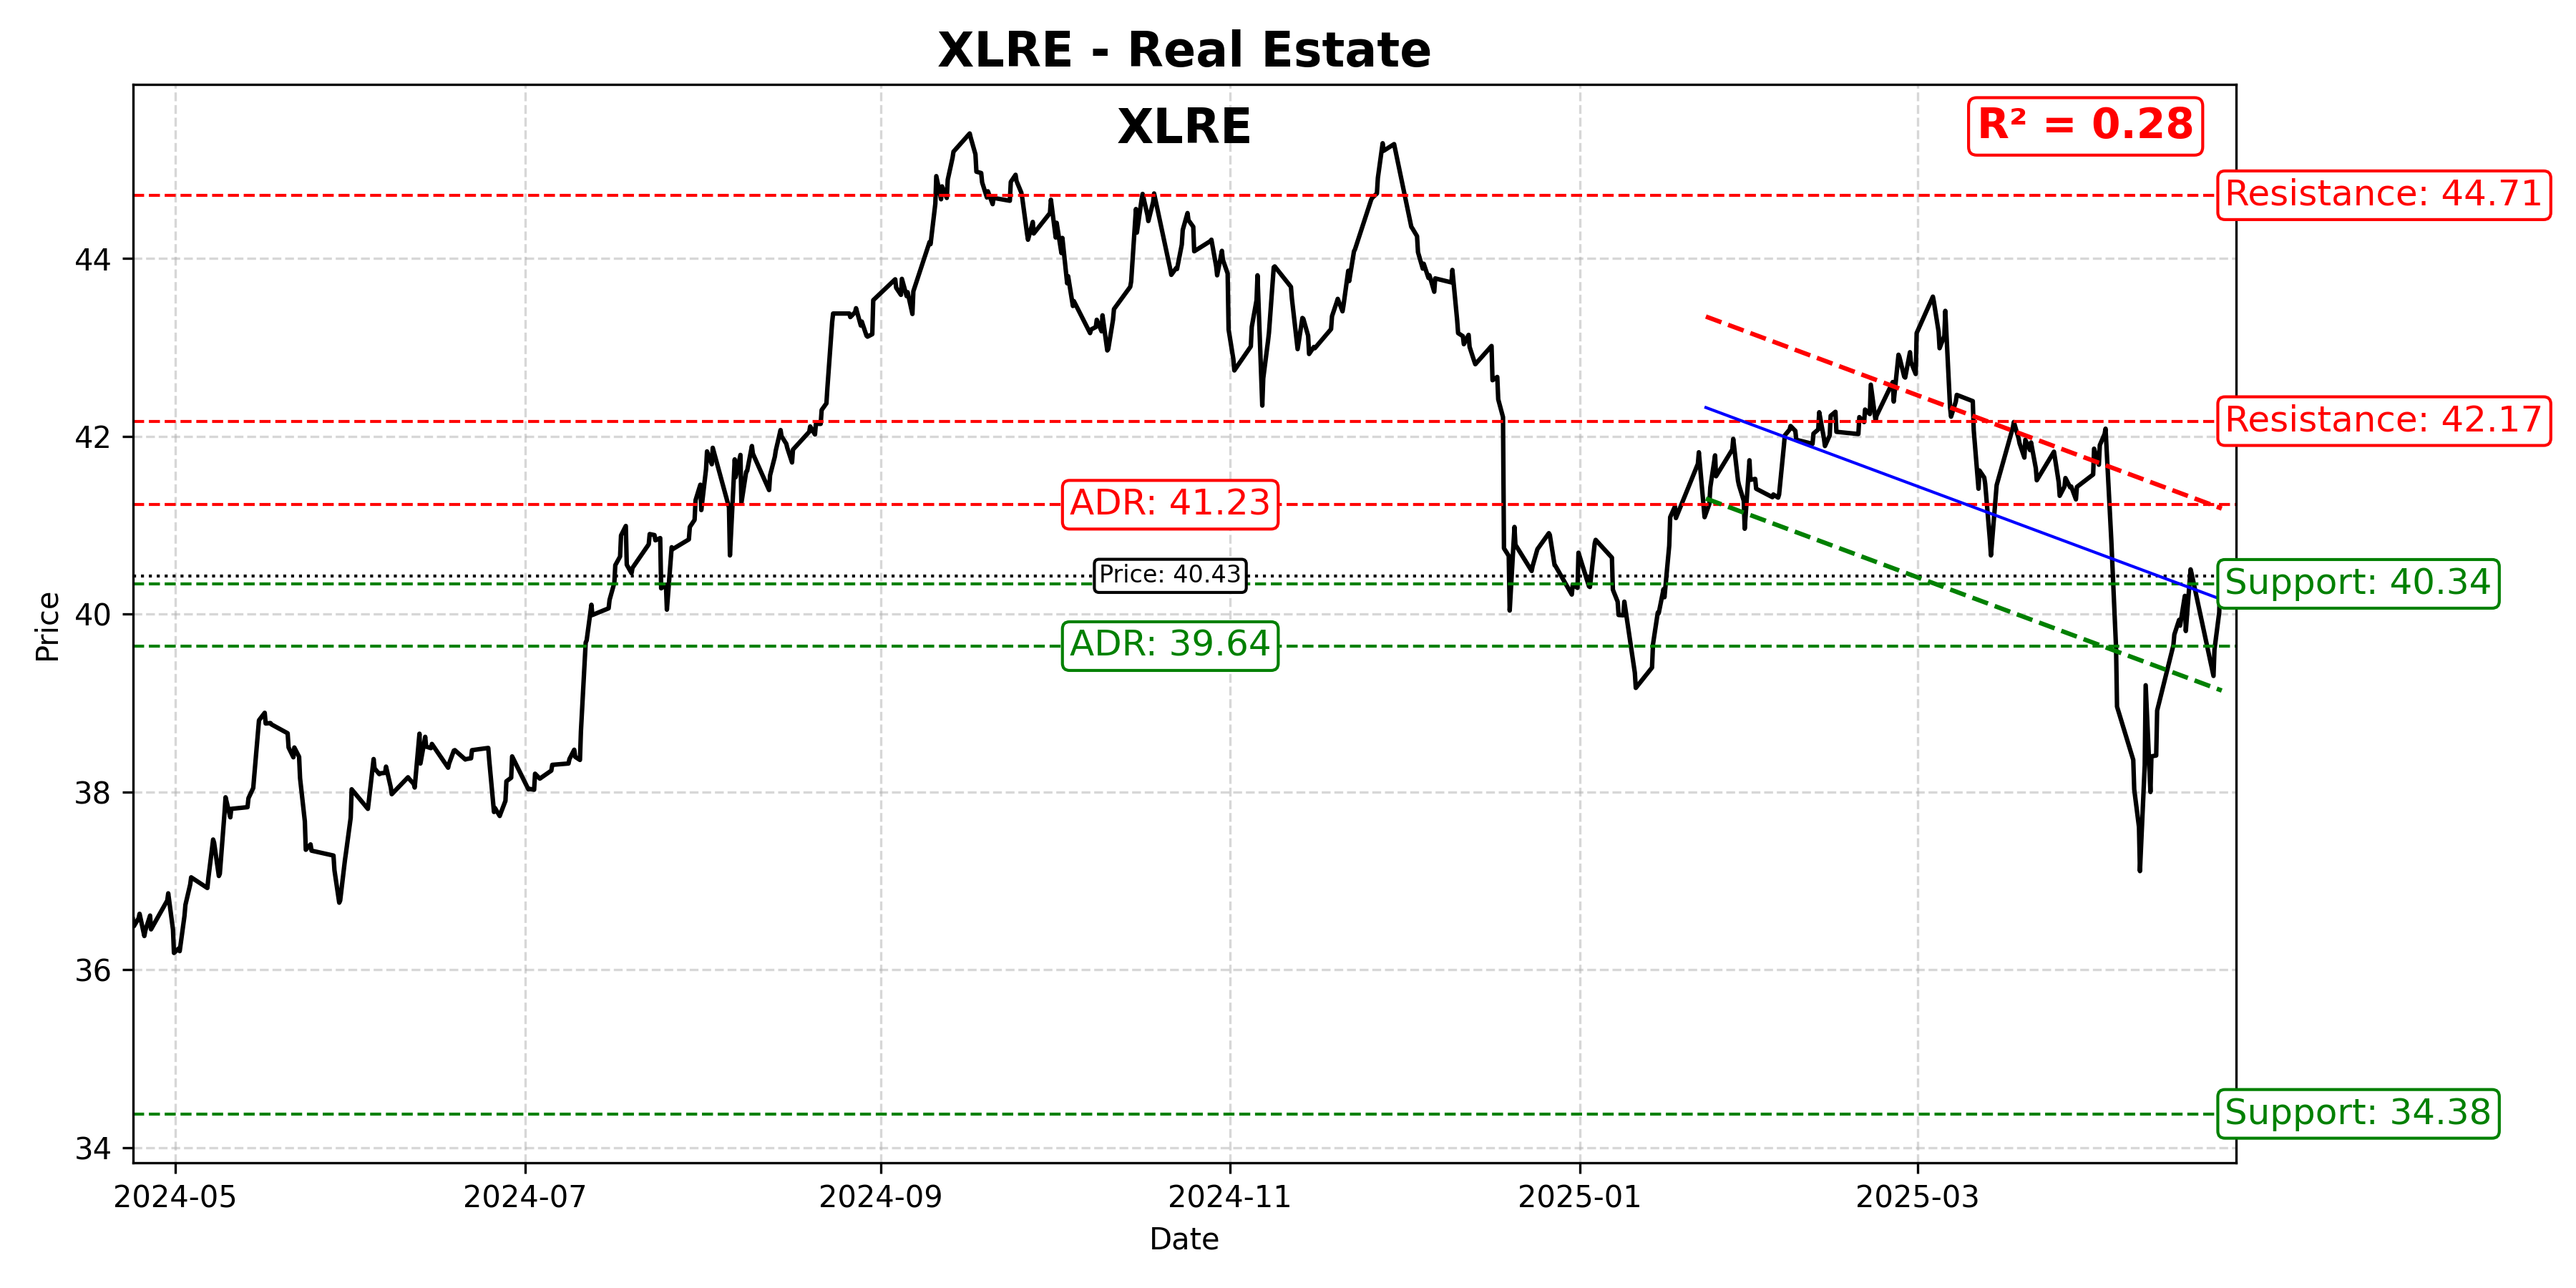 XLRE - Real Estate
XLRE
R² = 0.28
Resistance: 44.71
44
Resistance: 42.17
42
ADR: 41.23
Price: 40.43
Support: 40.34
40
ADR: 39.64
Price
38
36
Support: 34.38
34
2024-05
2024-07
2024-09
2024-11
2025-01
2025-03
Date